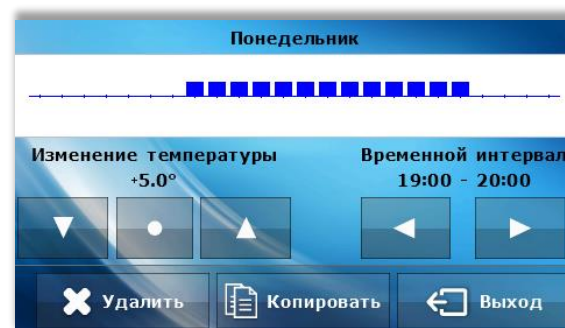 Понедельник
Изменение температуры
Временной интервал
+5.0°
19:00 - 20:00
Удалить
Копировать
Выход